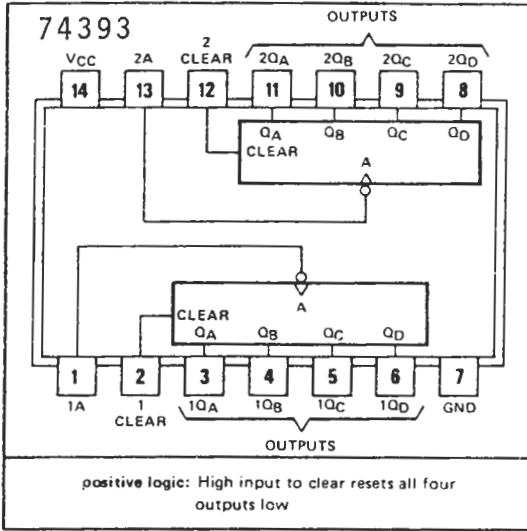 74393
OUTPUTS
VCC 2A 2 CLEAR 2QA 2QB 2QC 2QD
14 13 12 11 10 9 8
QA QB QC QD
CLEAR
A
A
CLEAR
QA QB QC QD
1 2 3 4 5 6 7
1A 1 CLEAR 1QA 1QB 1QC 1QD GND
OUTPUTS
positive logic: High input to clear resets all four
outputs low